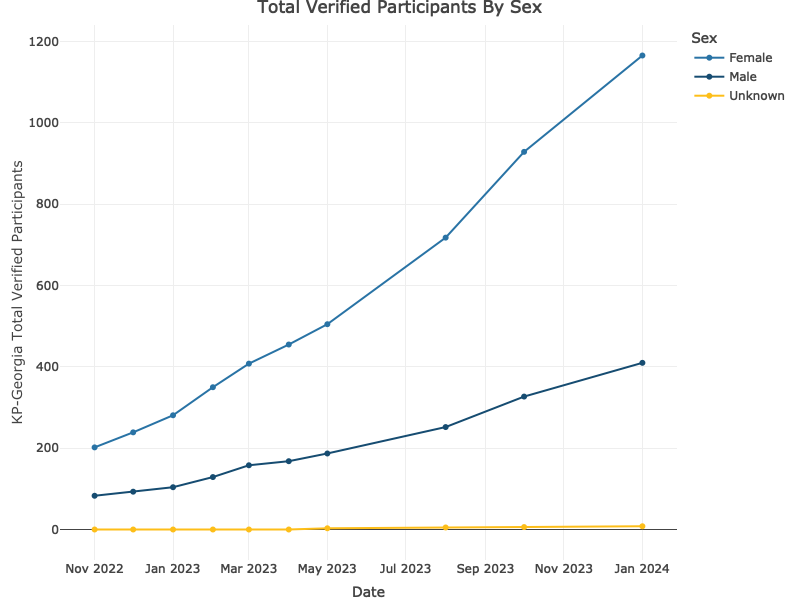 Total Verified Participants By Sex
Sex
Female
Male
Unknown
KP-Georgia Total Verified Participants
1200
1000
800
600
400
200
0
Nov 2022 Jan 2023 Mar 2023 May 2023 Jul 2023 Sep 2023 Nov 2023 Jan 2024
Date